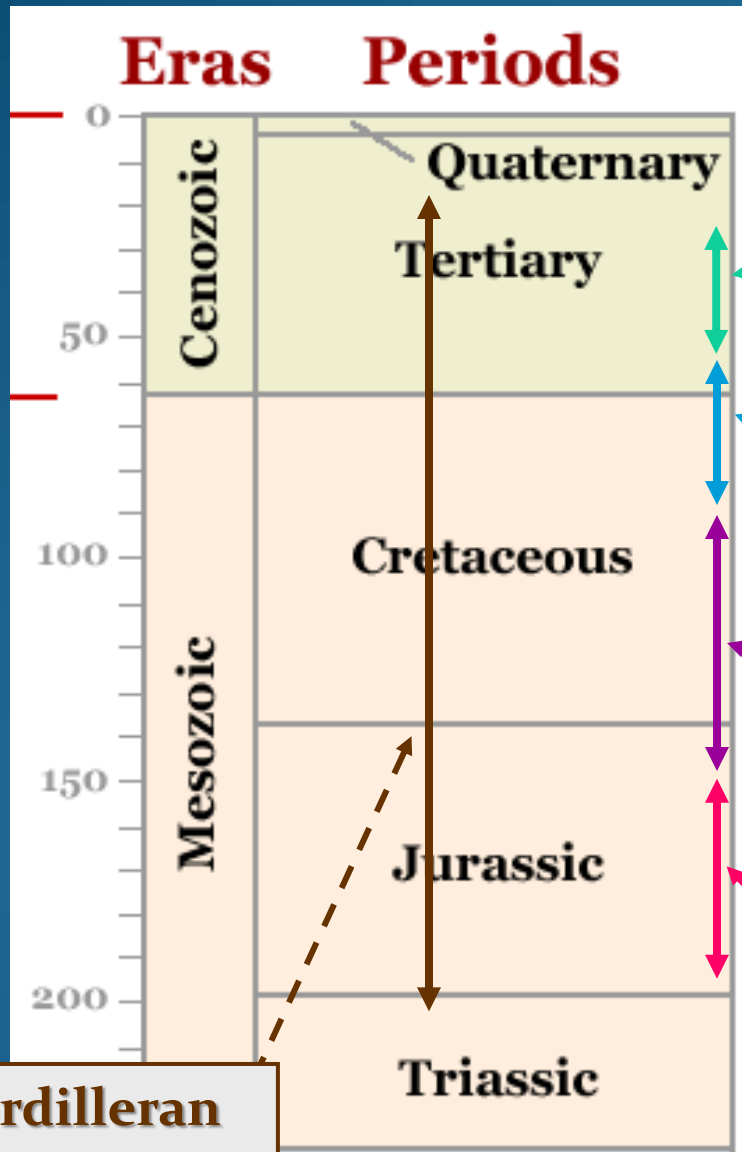 Eras Periods
0
Quaternary
Cenozoic
Tertiary
50
100
Cretaceous
Mesozoic
150
Jurassic
200
Triassic
rdilleran